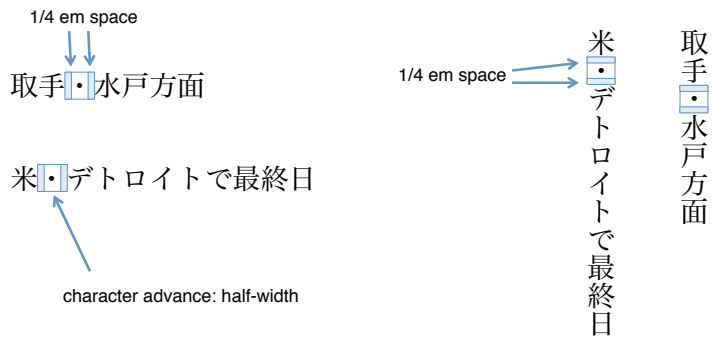 1/4 em space
取手・水戸方面
米・デトロイトで最終日
character advance: half-width
1/4 em space
取手・水戸方面
米・デトロイトで最終日